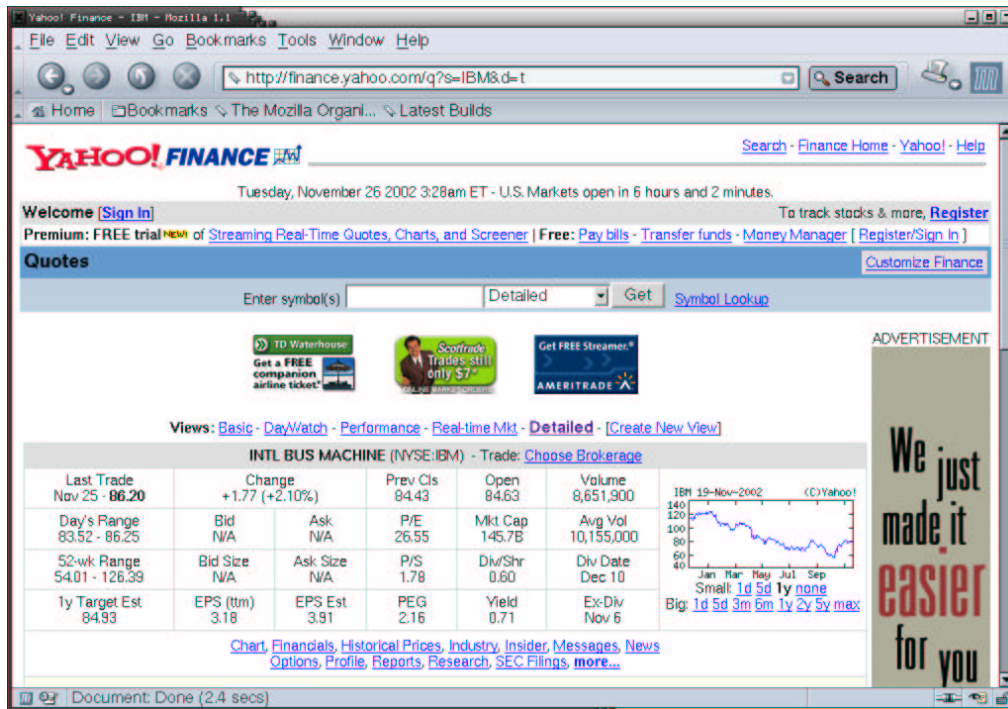 Yahoo! Finance - IBM - Mozilla 1.1
File Edit View Go Bookmarks Tools Window Help
http://finance.yahoo.com/q?s=IBM&d=t Search
Home Bookmarks The Mozilla Organi... Latest Builds
YAHOO! FINANCE
Search - Finance Home - Yahoo! - Help
Tuesday, November 26 2002 3:28am ET - U.S. Markets open in 6 hours and 2 minutes.
Welcome [Sign In] To track stocks & more, Register
Premium: FREE trial NEW! of Streaming Real-Time Quotes, Charts, and Screener | Free: Pay bills - Transfer funds - Money Manager [ Register/Sign In ]
Quotes Customize Finance
Enter symbol(s) Detailed Get Symbol Lookup
TD Waterhouse
Get a FREE
companion
airline ticket.*
Scottrade
Trades still
only $7*
Get FREE Streamer.®
AMERITRADE
ADVERTISEMENT
Views: Basic - DayWatch - Performance - Real-time Mkt - Detailed - [Create New View]
INTL BUS MACHINE (NYSE:IBM) - Trade: Choose Brokerage
Last Trade Change Prev Cls Open Volume
Nov 25 - 86.20 +1.77 (+2.10%) 84.43 84.63 8,651,900
Day's Range Bid Ask P/E Mkt Cap Avg Vol
83.52 - 86.25 N/A N/A 26.55 145.7B 10,155,000
52-wk Range Bid Size Ask Size P/S Div/Shr Div Date
54.01 - 126.39 N/A N/A 1.78 0.60 Dec 10
1y Target Est EPS (ttm) EPS Est PEG Yield Ex-Div
84.93 3.18 3.91 2.16 0.71 Nov 6
IBM 19-Nov-2002 (C)Yahoo!
140
120
100
80
60
40
Jan Mar May Jul Sep
Small: 1d 5d 1y none
Big: 1d 5d 3m 6m 1y 2y 5y max
Chart, Financials, Historical Prices, Industry, Insider, Messages, News
Options, Profile, Reports, Research, SEC Filings, more...
We just
made it
easier
for you
Document: Done (2.4 secs)